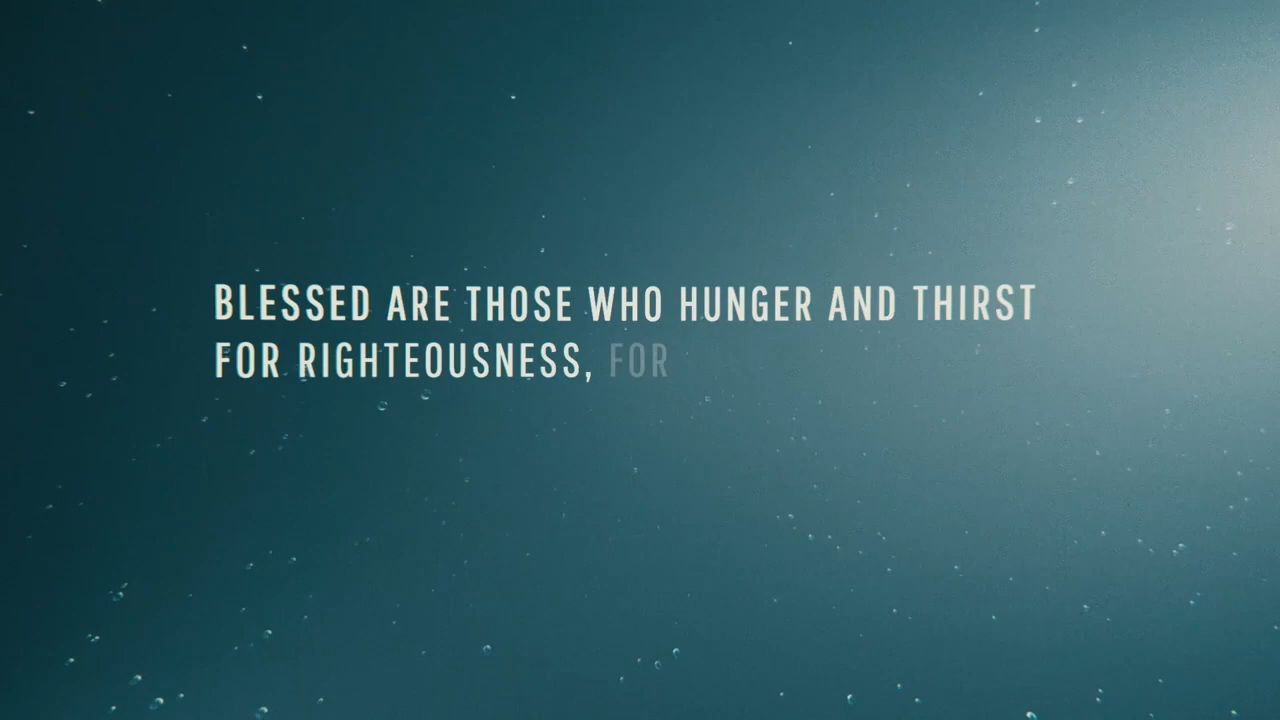 BLESSED ARE THOSE WHO HUNGER AND THIRST
FOR RIGHTEOUSNESS, FOR